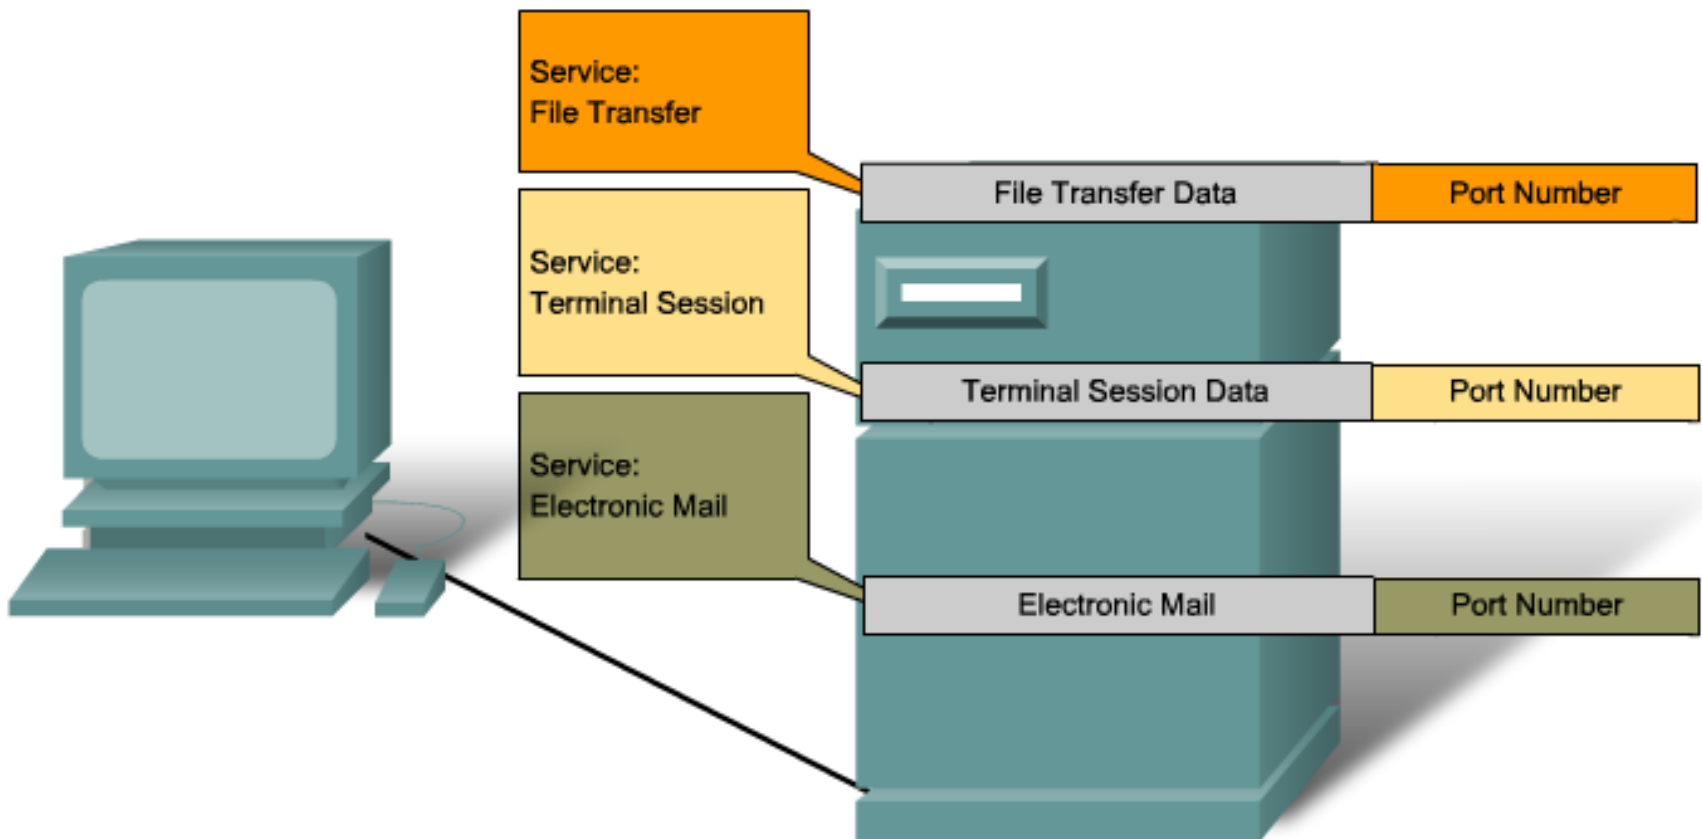 Service:
File Transfer
File Transfer Data
Port Number
Service:
Terminal Session
Terminal Session Data
Port Number
Service:
Electronic Mail
Electronic Mail
Port Number